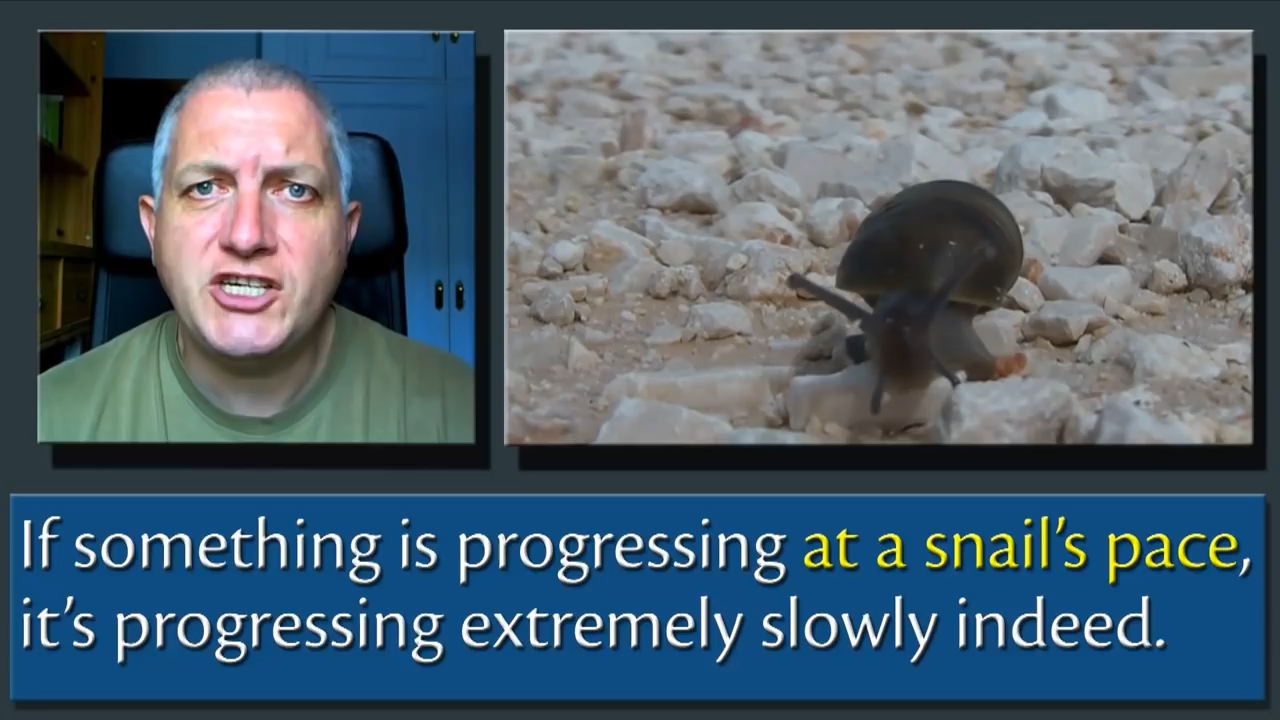 If something is progressing at a snail's pace,
it's progressing extremely slowly indeed.